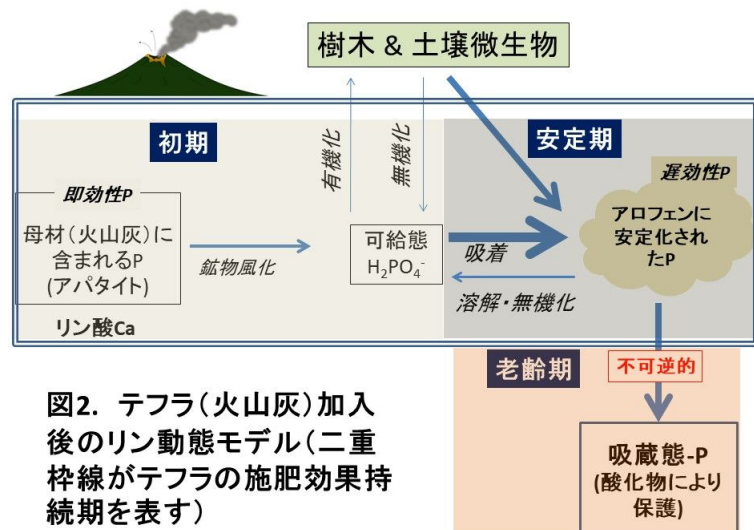 樹木 & 土壌微生物
初期
安定期
有機化
無機化
即効性P
母材(火山灰)に
含まれるP
(アパタイト)
鉱物風化
可給態
H₂PO₄⁻
吸着
溶解・無機化
遅効性P
アロフェンに
安定化され
たP
リン酸Ca
老齢期
不可逆的
図2. テフラ(火山灰)加入
後のリン動態モデル(二重
枠線がテフラの施肥効果持
続期を表す)
吸蔵態-P
(酸化物により
保護)